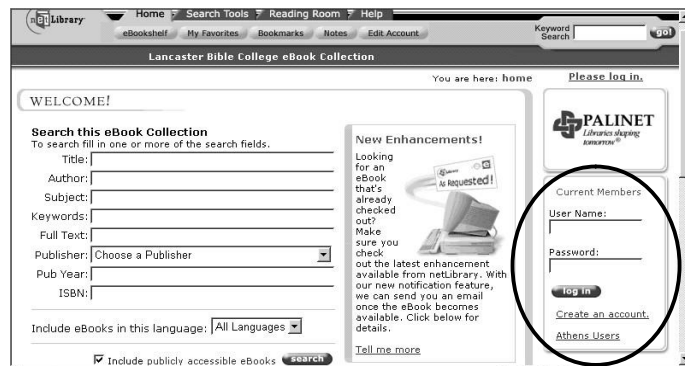 netLibrary
Home Search Tools Reading Room Help
eBookshelf My Favorites Bookmarks Notes Edit Account
Keyword Search go
Lancaster Bible College eBook Collection
You are here: home
Please log in.
WELCOME!
Search this eBook Collection
To search fill in one or more of the search fields.
Title:
Author:
Subject:
Keywords:
Full Text:
Publisher: Choose a Publisher
Pub Year:
ISBN:
Include eBooks in this language: All Languages
Include publicly accessible eBooks search
New Enhancements!
Looking
for an
eBook
that's
already
checked
out?
Make
sure you
check
out the latest enhancement
available from netLibrary. With
our new notification feature,
we can send you an email
once the eBook becomes
available. Click below for
details.
Tell me more
As Requested!
PALINET
Libraries shaping
tomorrow®
Current Members
User Name:
Password:
log in
Create an account.
Athens Users